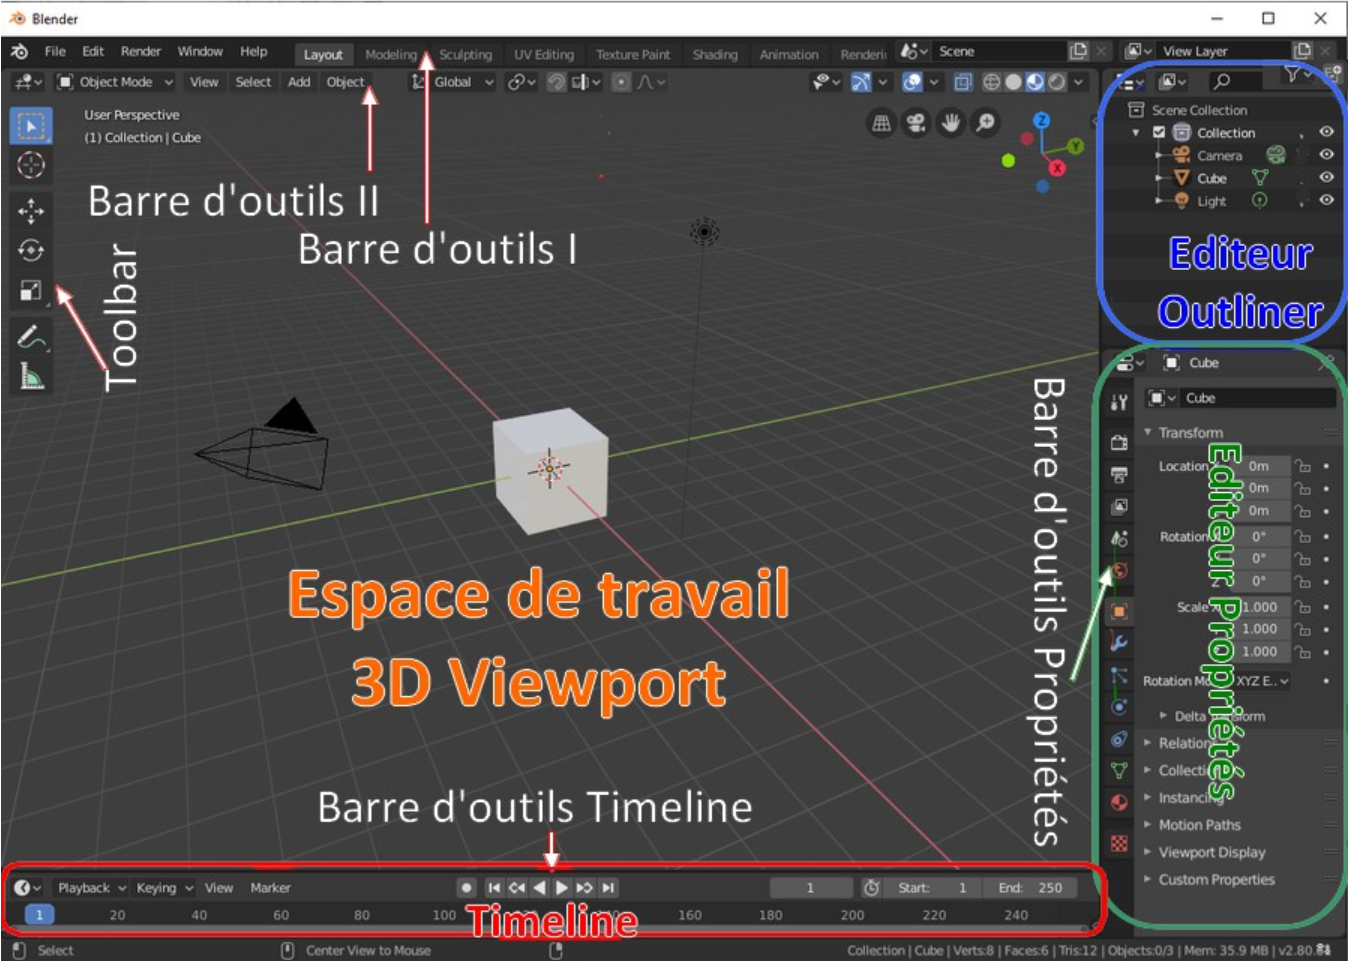 Blender
File Edit Render Window Help Layout Modeling Sculpting UV Editing Texture Paint Shading Animation Renderi Scene View Layer
Object Mode View Select Add Object Global
User Perspective
(1) Collection | Cube
Z
Y
X
Scene Collection
Collection
Camera
Cube
Light
Barre d'outils II
Barre d'outils I
Toolbar
Editeur
Outliner
Cube
Cube
Transform
Location 0m
0m
0m
Rotation 0°
0°
0°
Scale X 1.000
1.000
1.000
Rotation Mo XYZ E..
Delta Transform
Relation
Collecti
Instancing
Motion Paths
Viewport Display
Custom Properties
Barre d'outils Propriétés
Editeur Propriétés
Espace de travail
3D Viewport
Barre d'outils Timeline
Playback Keying View Marker 1 Start: 1 End: 250
1 20 40 60 80 100 160 180 200 220 240
Timeline
Select Center View to Mouse Collection | Cube | Verts:8 | Faces:6 | Tris:12 | Objects:0/3 | Mem: 35.9 MB | v2.80.